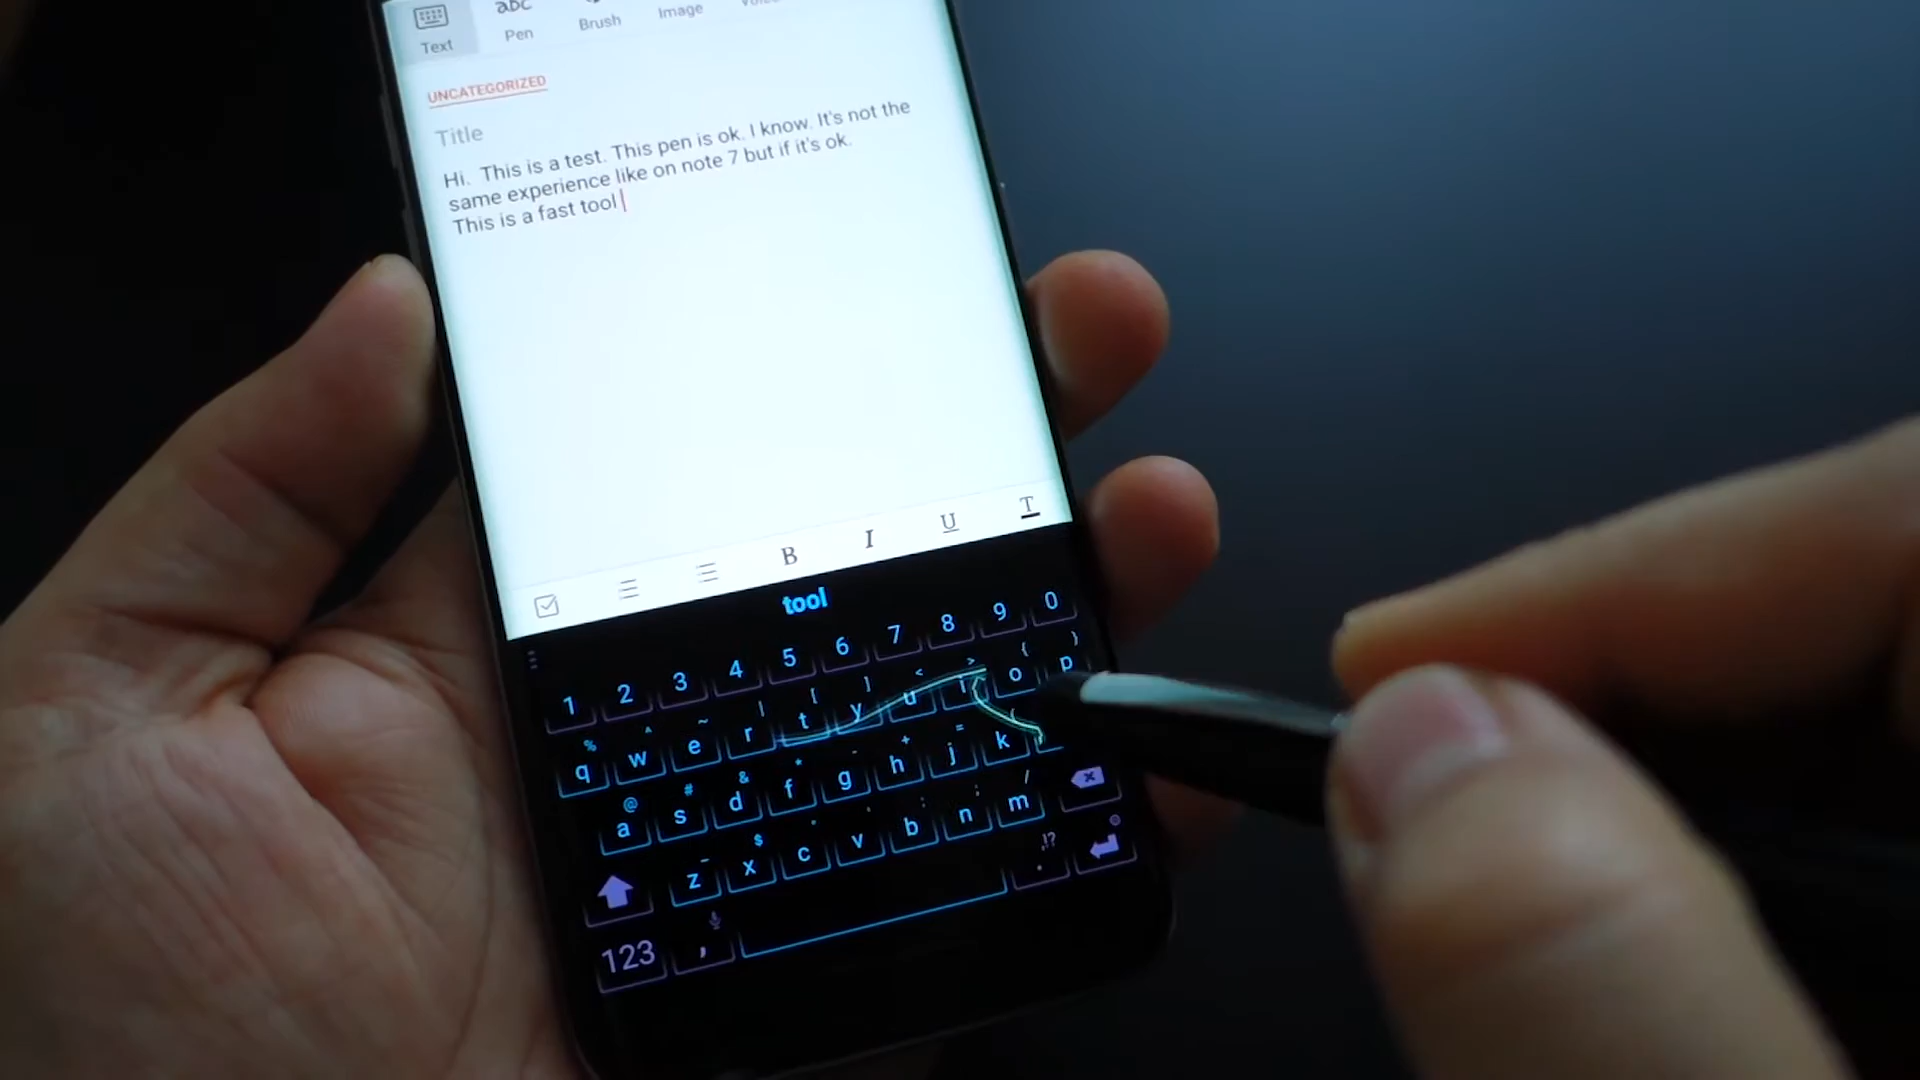 abc
Text Pen Brush Image
UNCATEGORIZED
Title
Hi. This is a test. This pen is ok. I know. It's not the
same experience like on note 7 but if it's ok.
This is a fast tool
B I U T
tool
1 2 3 4 5 6 7 8 9 0
q w e r t y u i o p
a s d f g h j k
z x c v b n m
123 , .